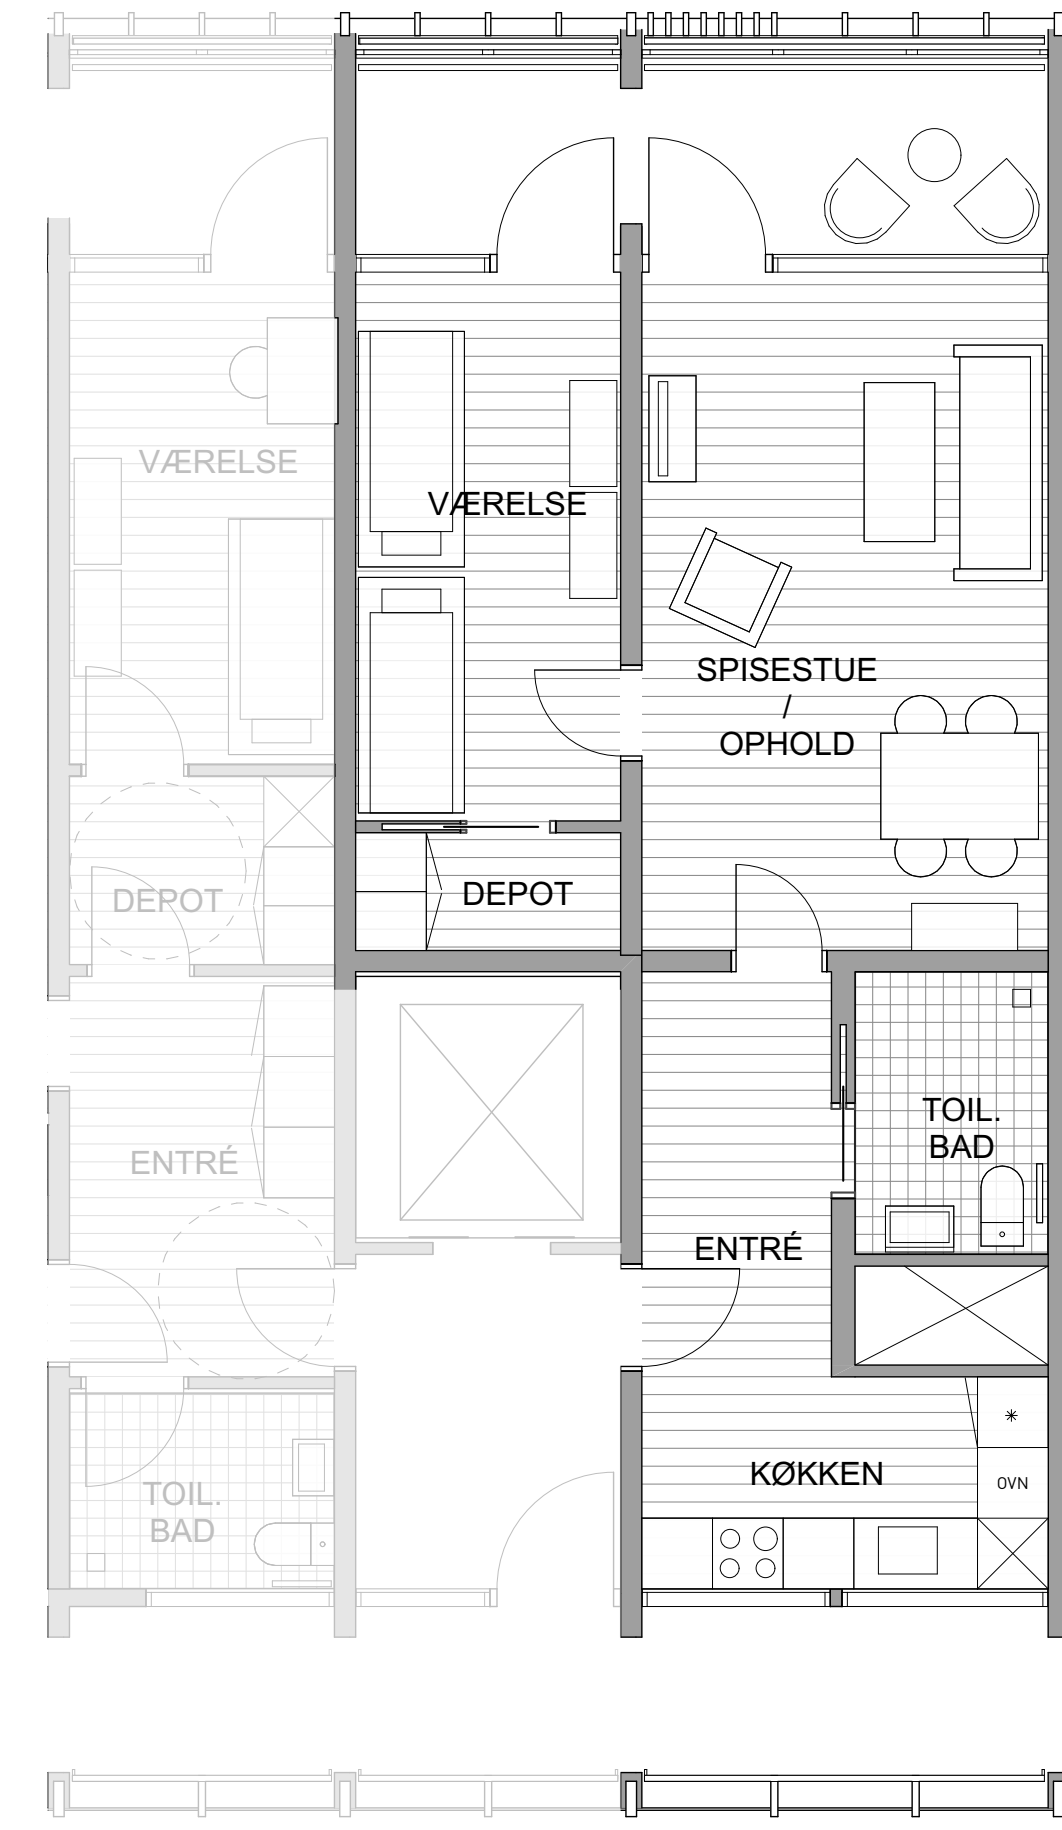 VÆRELSE
VÆRELSE
SPISESTUE
/
OPHOLD
DEPOT
DEPOT
TOIL.
BAD
ENTRÉ
ENTRÉ
KØKKEN
OVN
TOIL.
BAD